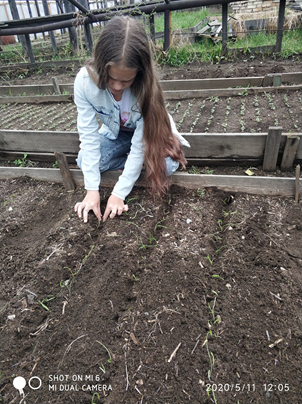 SHOT ON MI 6
MI DUAL CAMERA
2020/5/11 12:05